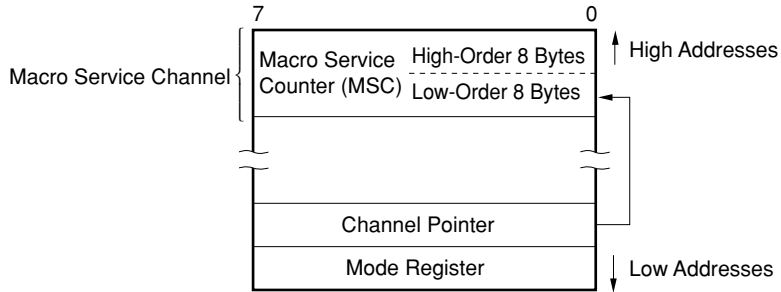 7 0
High Addresses
Macro Service Channel
Macro Service
Counter (MSC)
High-Order 8 Bytes
Low-Order 8 Bytes
Channel Pointer
Mode Register
Low Addresses